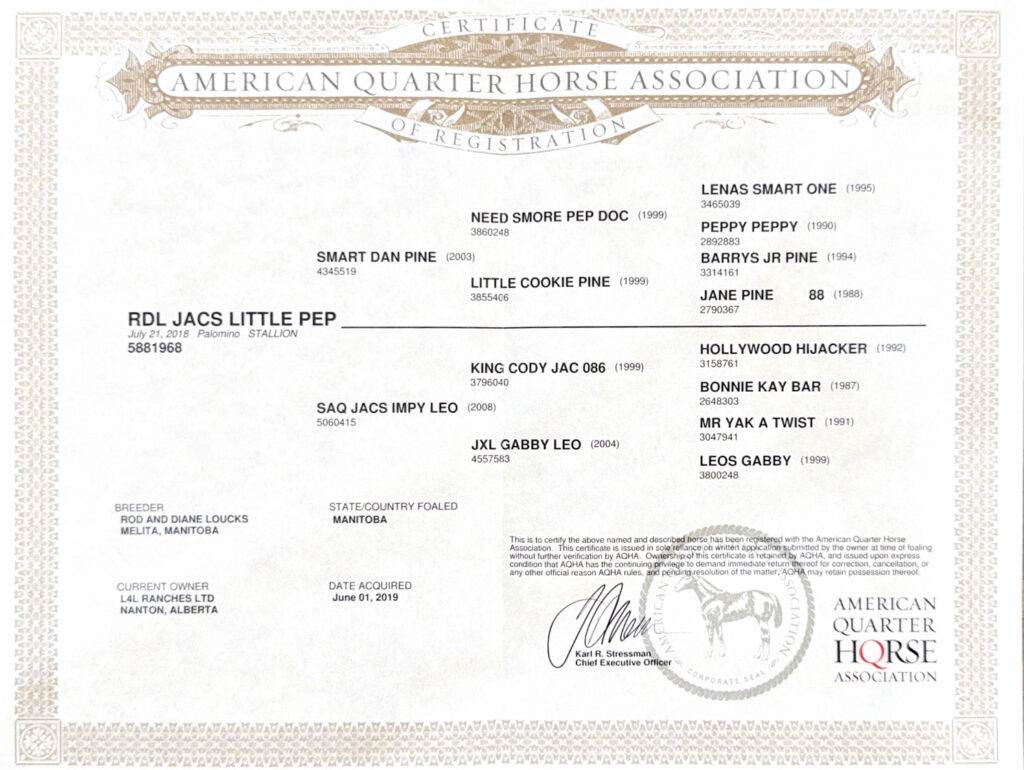 CERTIFICATE
AMERICAN QUARTER HORSE ASSOCIATION
OF REGISTRATION
LENAS SMART ONE (1995)
3465039
NEED SMORE PEP DOC (1999)
3860248
PEPPY PEPPY (1990)
2892883
SMART DAN PINE (2003)
4345519
BARRYS JR PINE (1994)
3314161
LITTLE COOKIE PINE (1999)
3855406
JANE PINE 88 (1988)
2790367
RDL JACS LITTLE PEP
July 21, 2018 Palomino STALLION
5881968
HOLLYWOOD HIJACKER (1992)
3158761
KING CODY JAC 086 (1999)
3796040
BONNIE KAY BAR (1987)
2648303
SAQ JACS IMPY LEO (2008)
5060415
MR YAK A TWIST (1991)
3047941
JXL GABBY LEO (2004)
4557583
LEOS GABBY (1999)
3800248
BREEDER
ROD AND DIANE LOUCKS
MELITA, MANITOBA
STATE/COUNTRY FOALED
MANITOBA
CURRENT OWNER
L4L RANCHES LTD
NANTON, ALBERTA
DATE ACQUIRED
June 01, 2019
This is to certify the above named and described horse has been registered with the American Quarter Horse
Association. This certificate is issued in sole reliance on written application submitted by the owner at time of foaling
without further verification by AQHA. Ownership of this certificate is retained by AQHA, and issued upon express
condition that AQHA has the continuing privilege to demand immediate return thereof for correction, cancellation, or
any other official reason AQHA rules, and pending resolution of the matter, AQHA may retain possession thereof.
Karl R. Stressman
Chief Executive Officer
AMERICAN
ASSOCIATION
CORPORATE SEAL
AMERICAN
QUARTER
HORSE
ASSOCIATION